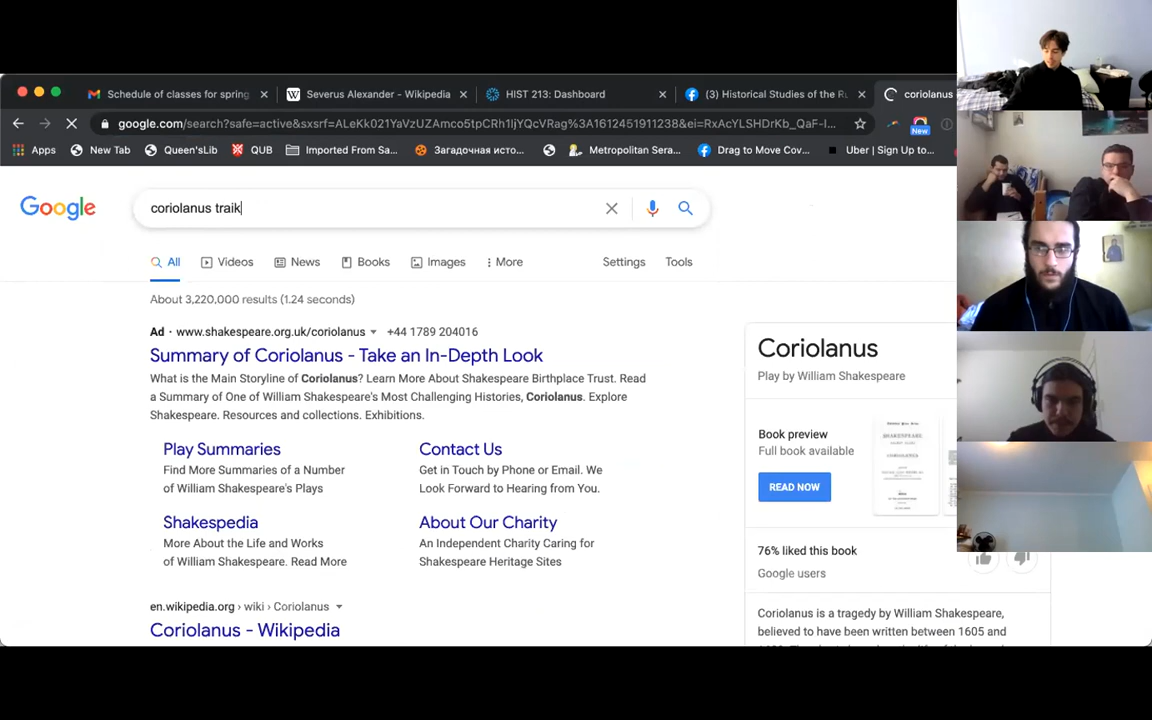 Schedule of classes for spring
Severus Alexander - Wikipedia
HIST 213: Dashboard
(3) Historical Studies of the Ru
coriolanus
google.com/search?safe=active&sxsrf=ALeKk021YaVzUZAmco5tpCRh1ljYQcVRag%3A1612451911238&ei=RxAcYLSHDrKb_QaF-I...
New
Apps
New Tab
Queen'sLib
QUB
Imported From Sa...
Загадочная исто...
Metropolitan Sera...
Drag to Move Cov...
Uber | Sign Up to...
Google
coriolanus traik
All
Videos
News
Books
Images
More
Settings
Tools
About 3,220,000 results (1.24 seconds)
Ad · www.shakespeare.org.uk/coriolanus +44 1789 204016
Summary of Coriolanus - Take an In-Depth Look
What is the Main Storyline of Coriolanus? Learn More About Shakespeare Birthplace Trust. Read
a Summary of One of William Shakespeare's Most Challenging Histories, Coriolanus. Explore
Shakespeare. Resources and collections. Exhibitions.
Play Summaries
Find More Summaries of a Number
of William Shakespeare's Plays
Contact Us
Get in Touch by Phone or Email. We
Look Forward to Hearing from You.
Shakespedia
More About the Life and Works
of William Shakespeare. Read More
About Our Charity
An Independent Charity Caring for
Shakespeare Heritage Sites
en.wikipedia.org › wiki › Coriolanus
Coriolanus - Wikipedia
Coriolanus
Play by William Shakespeare
Book preview
Full book available
READ NOW
SHAKESPEARE
76% liked this book
Google users
Coriolanus is a tragedy by William Shakespeare,
believed to have been written between 1605 and